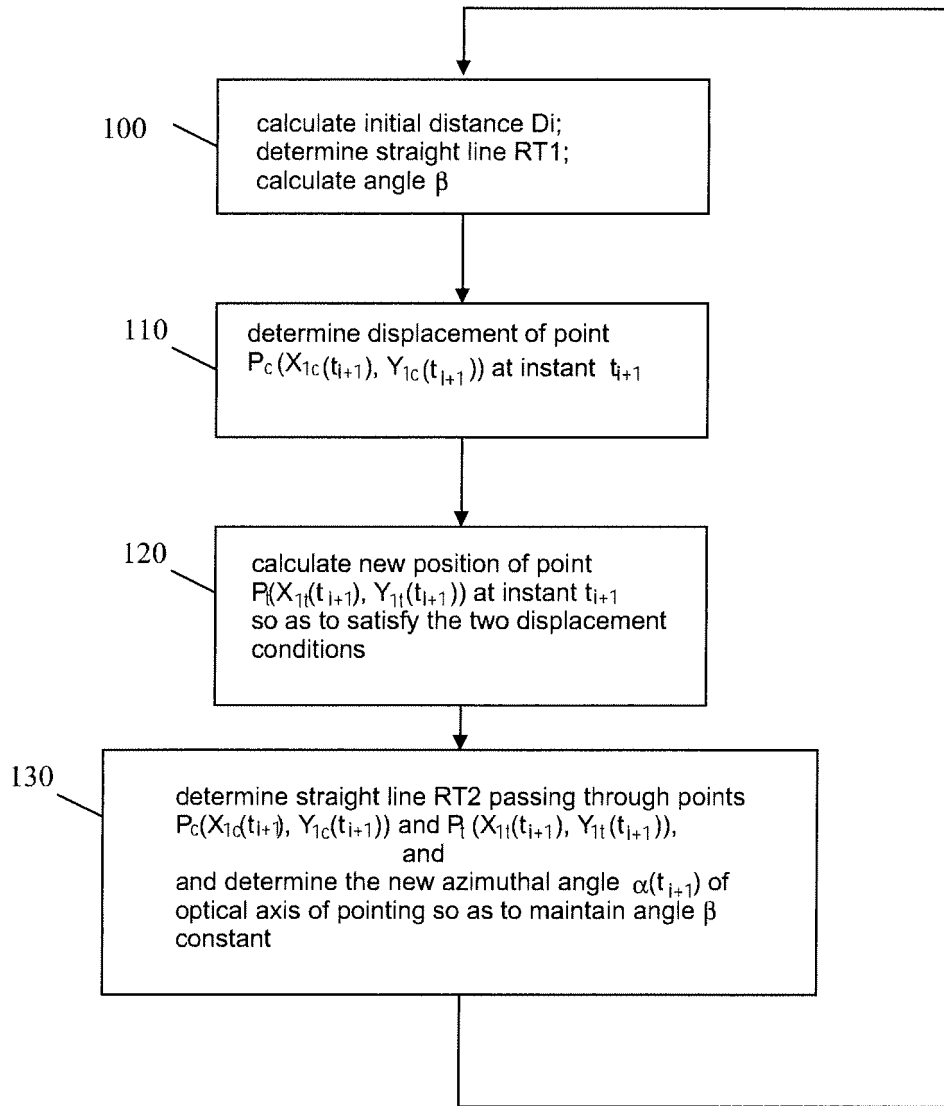 100
calculate initial distance Di;
determine straight line RT1;
calculate angle β
110
determine displacement of point
Pc (X1c(ti+1), Y1c(ti+1)) at instant ti+1
120
calculate new position of point
Pt(X1t(ti+1), Y1t(ti+1)) at instant ti+1
so as to satisfy the two displacement
conditions
130
determine straight line RT2 passing through points
Pc(X1c(ti+1), Y1c(ti+1)) and Pt (X1t(ti+1), Y1t(ti+1)),
and
and determine the new azimuthal angle α(ti+1) of
optical axis of pointing so as to maintain angle β
constant